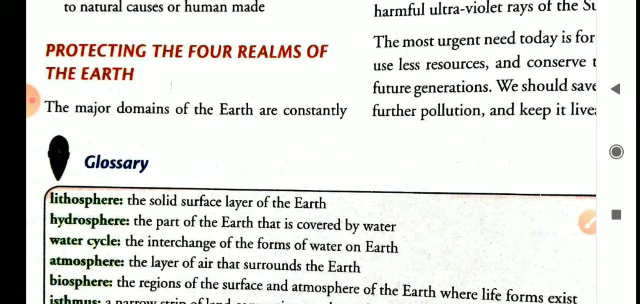 to natural causes or human made
PROTECTING THE FOUR REALMS OF
THE EARTH
The major domains of the Earth are constantly
harmful ultra-violet rays of the
The most urgent need today is for
use less resources, and conserve
future generations. We should save
further pollution, and keep it
Glossary
lithosphere: the solid surface layer of the Earth
hydrosphere: the part of the Earth that is covered by water
water cycle: the interchange of the forms of water on Earth
atmosphere: the layer of air that surrounds the Earth
biosphere: the regions of the surface and atmosphere of the Earth where life forms exist
isthmus: a narrow strip of land